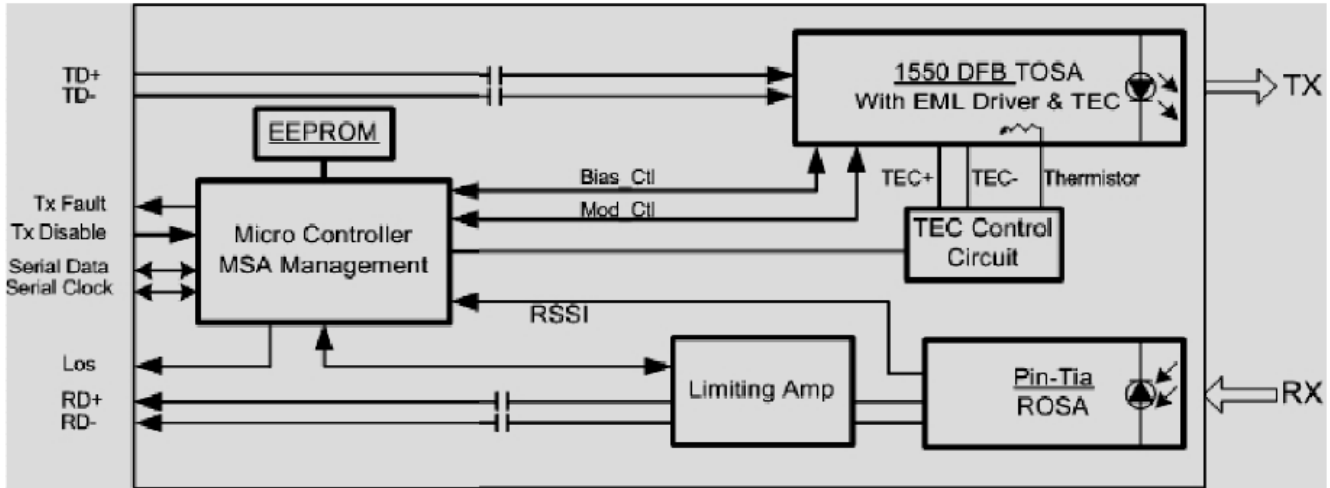 TD+
TD-
1550 DFB TOSA
With EML Driver & TEC
TX
EEPROM
Bias_Ctl
Mod_Ctl
TEC+
TEC-
Thermistor
Tx Fault
Tx Disable
Serial Data
Serial Clock
Micro Controller
MSA Management
TEC Control
Circuit
RSSI
Los
RD+
RD-
Limiting Amp
Pin-Tia
ROSA
RX